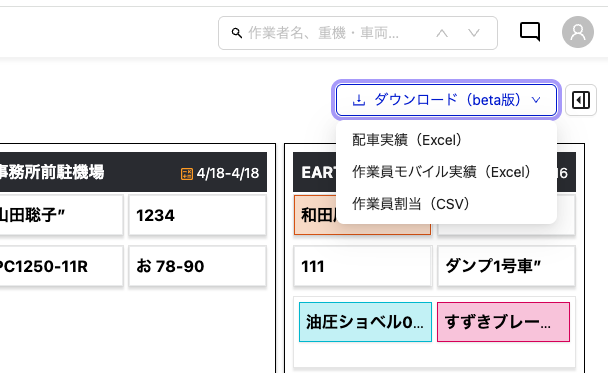 作業者名、重機・車両...
ダウンロード（beta版）
配車実績（Excel）
作業員モバイル実績（Excel）
作業員割当（CSV）
事務所前駐機場
4/18-4/18
山田聡子”
1234
PC1250-11R
お 78-90
EART
16
和田
111
ダンプ1号車”
油圧ショベル0...
すずきブレー...